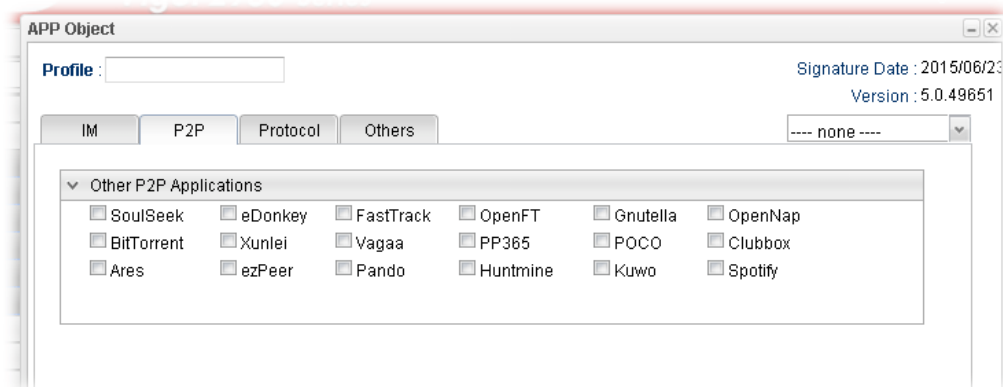 APP Object
Profile :
Signature Date : 2015/06/23
Version : 5.0.49651
IM P2P Protocol Others
---- none ----
Other P2P Applications
SoulSeek eDonkey FastTrack OpenFT Gnutella OpenNap
BitTorrent Xunlei Vagaa PP365 POCO Clubbox
Ares ezPeer Pando Huntmine Kuwo Spotify